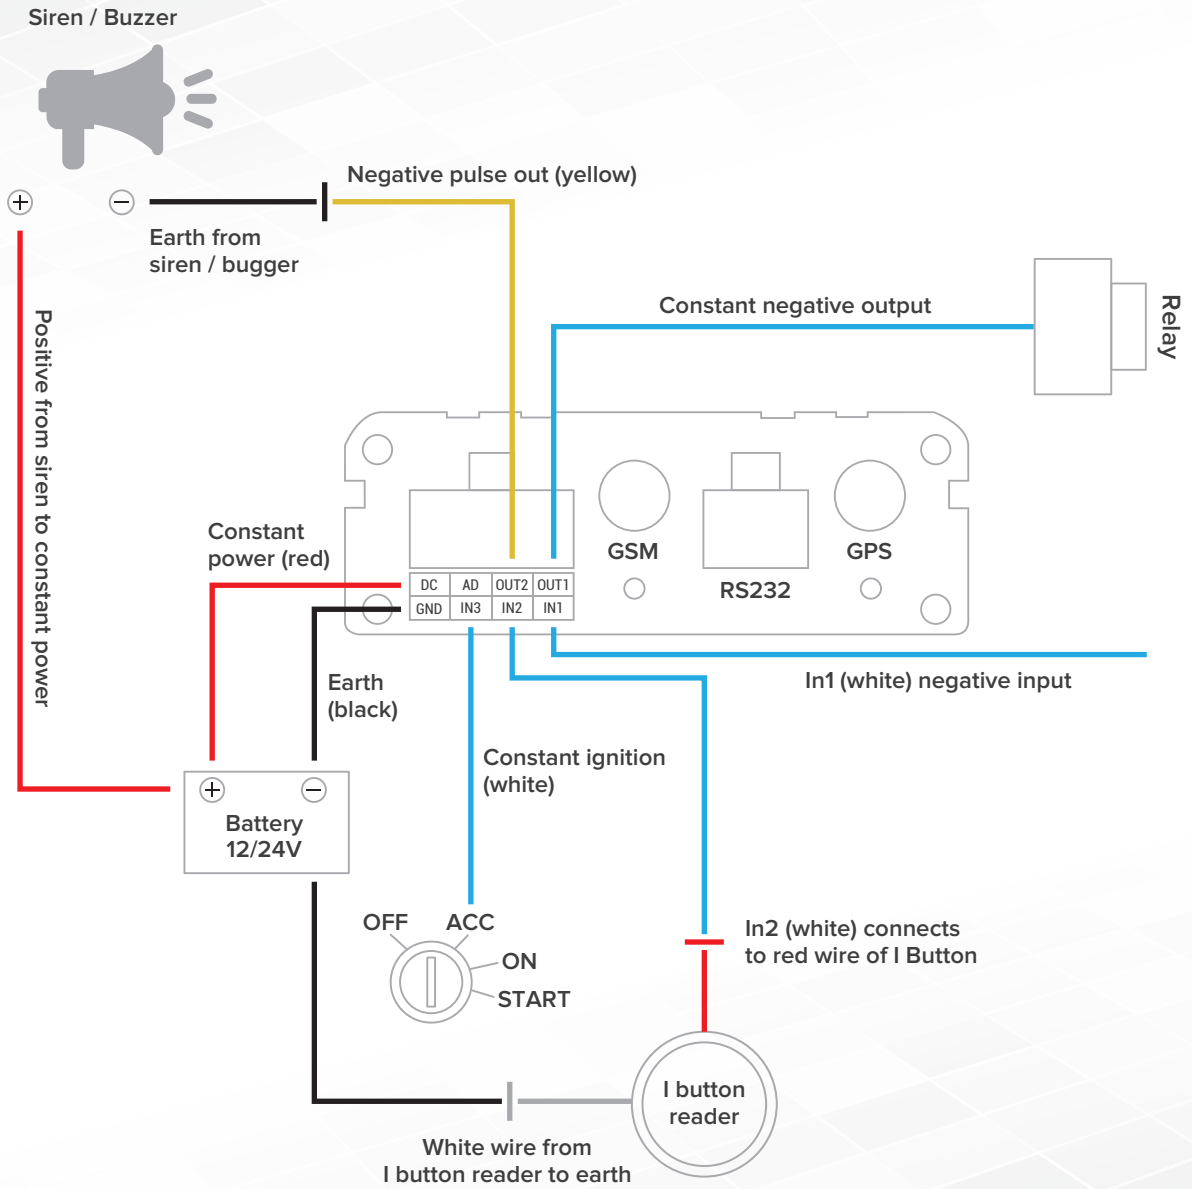 Siren / Buzzer
Negative pulse out (yellow)
+
−
Earth from
siren / bugger
Constant negative output
Relay
Positive from siren to constant power
Constant
power (red)
GSM
RS232
GPS
DC AD OUT2 OUT1
GND IN3 IN2 IN1
Earth
(black)
In1 (white) negative input
Constant ignition
(white)
+
−
Battery
12/24V
OFF
ACC
ON
START
In2 (white) connects
to red wire of I Button
I button
reader
White wire from
I button reader to earth